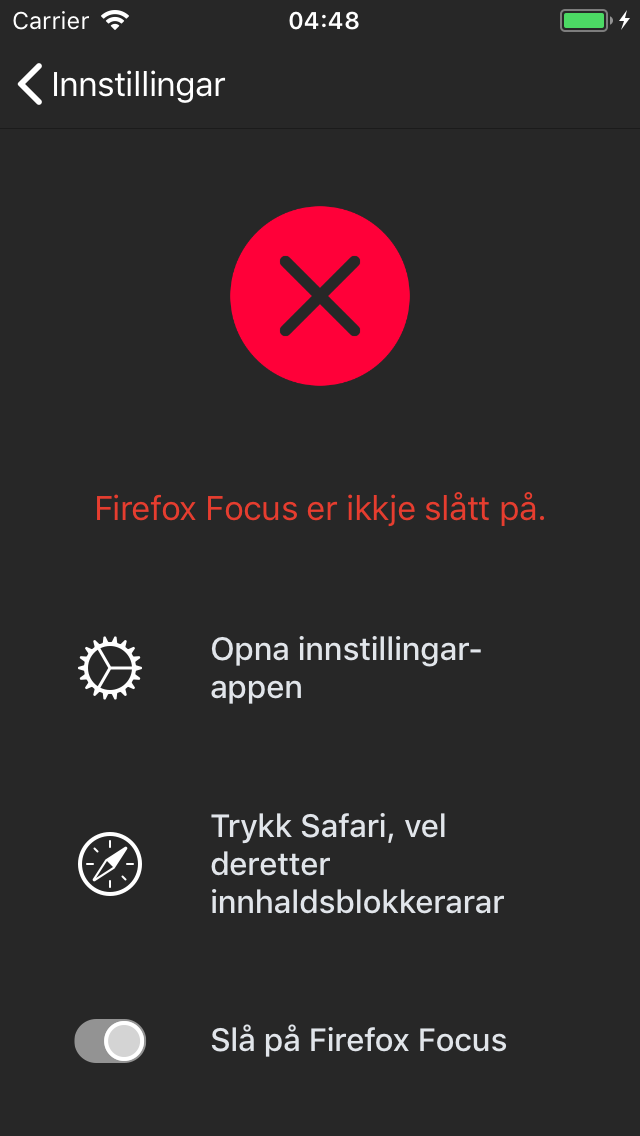 Carrier 04:48
Innstillingar
Firefox Focus er ikkje slått på.
Opna innstillingar-
appen
Trykk Safari, vel
deretter
innhaldsblokkerarar
Slå på Firefox Focus